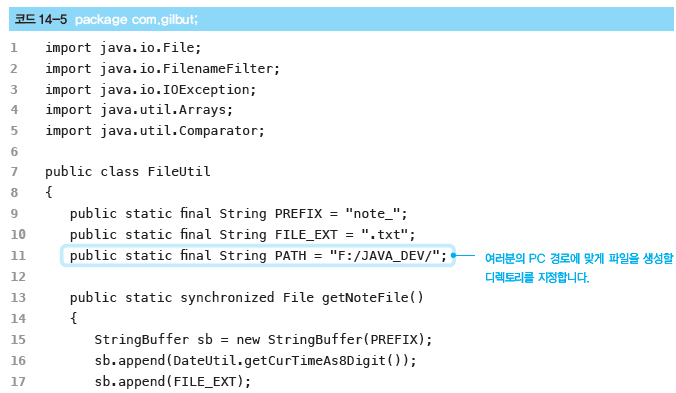 코드 14-5 package com.gilbut;
1 import java.io.File;
2 import java.io.FilenameFilter;
3 import java.io.IOException;
4 import java.util.Arrays;
5 import java.util.Comparator;
6
7 public class FileUtil
8 {
9 public static final String PREFIX = "note_";
10 public static final String FILE_EXT = ".txt";
11 public static final String PATH = "F:/JAVA_DEV/"; 여러분의 PC 경로에 맞게 파일을 생성할
12 디렉토리를 지정합니다.
13 public static synchronized File getNoteFile()
14 {
15 StringBuffer sb = new StringBuffer(PREFIX);
16 sb.append(DateUtil.getCurTimeAs8Digit());
17 sb.append(FILE_EXT);